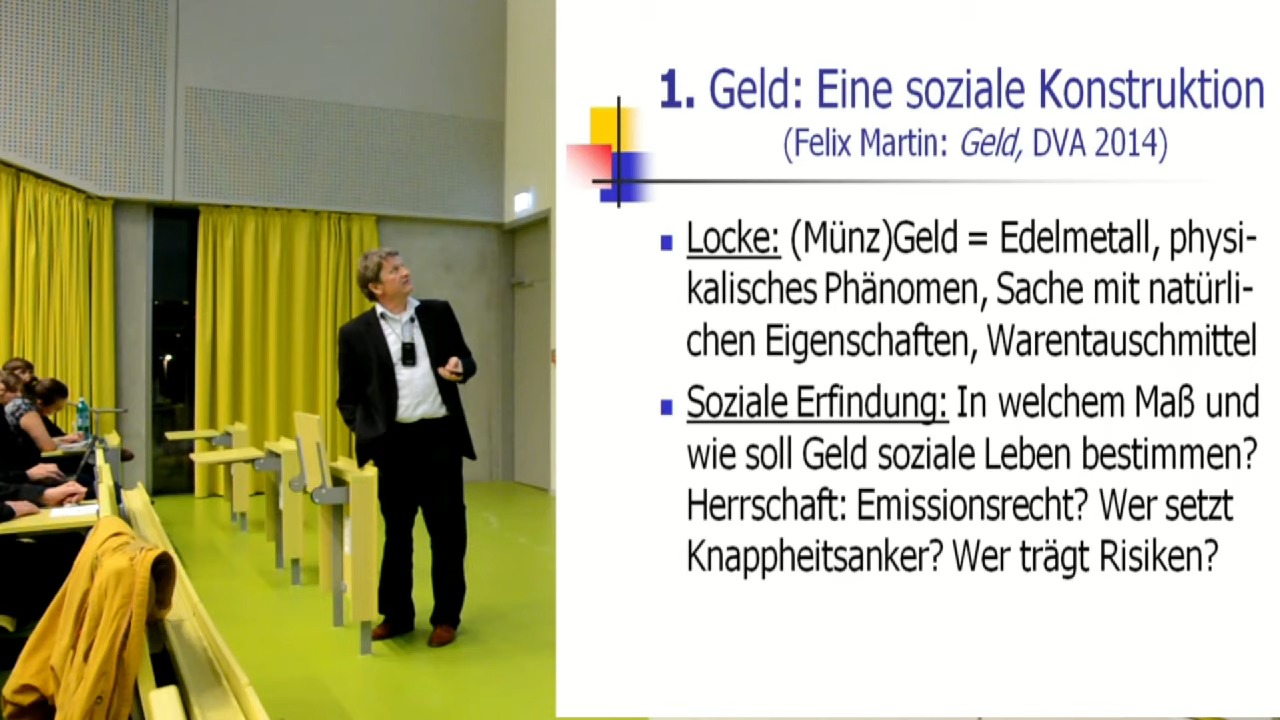 1. Geld: Eine soziale Konstruktion
(Felix Martin: Geld, DVA 2014)
Locke: (Münz)Geld = Edelmetall, physi-
kalisches Phänomen, Sache mit natürli-
chen Eigenschaften, Warentauschmittel
Soziale Erfindung: In welchem Maß und
wie soll Geld soziale Leben bestimmen?
Herrschaft: Emissionsrecht? Wer setzt
Knappheitsanker? Wer trägt Risiken?